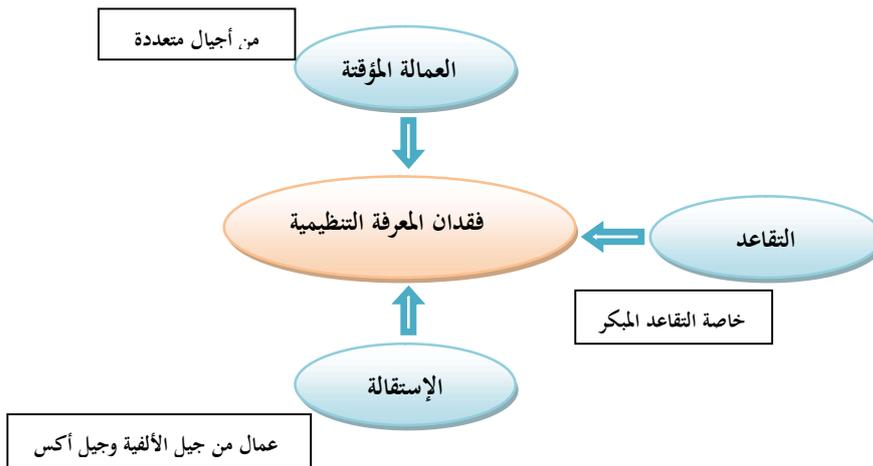 من أجيال متعددة
العمالة المؤقتة
فقدان المعرفة التنظيمية
التقاعد
خاصة التقاعد المبكر
الإستقالة
عمال من جيل الألفية وجيل أكس